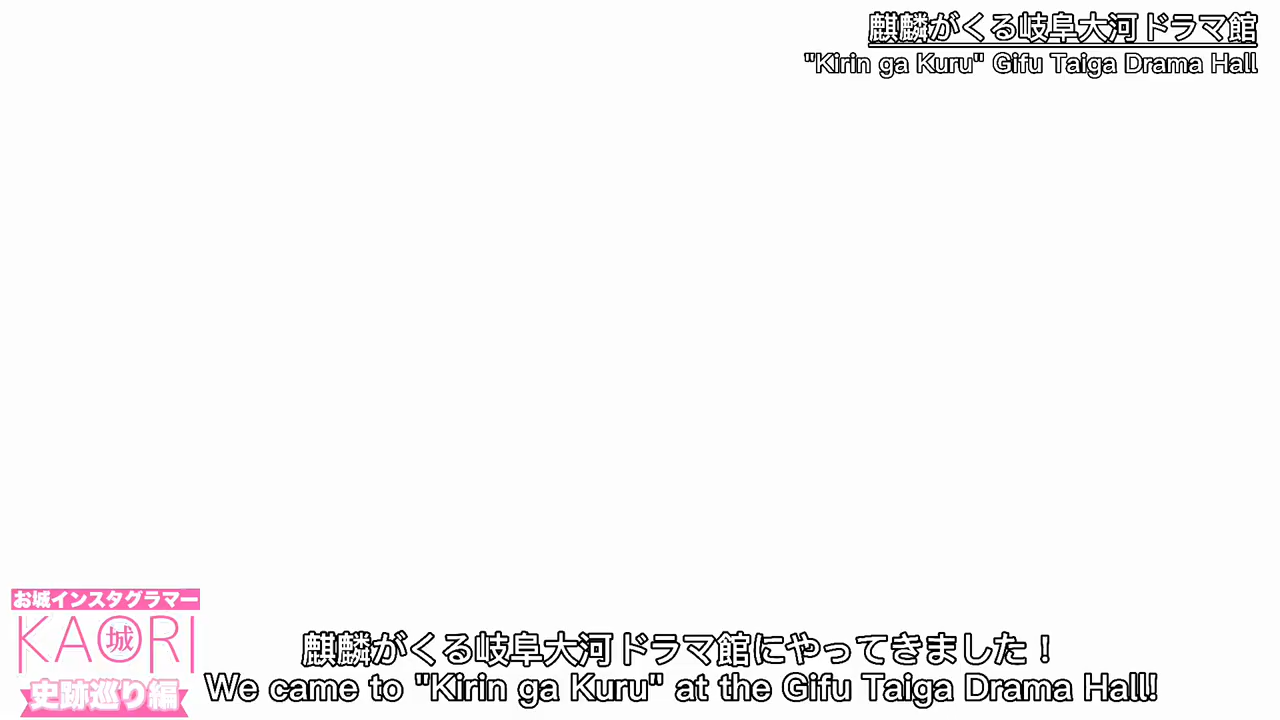 麒麟がくる岐阜大河ドラマ館
"Kirin ga Kuru" Gifu Taiga Drama Hall
お城インスタグラマー
KAORI
城
史跡巡り編
麒麟がくる岐阜大河ドラマ館にやってきました！
We came to "Kirin ga Kuru" at the Gifu Taiga Drama Hall!